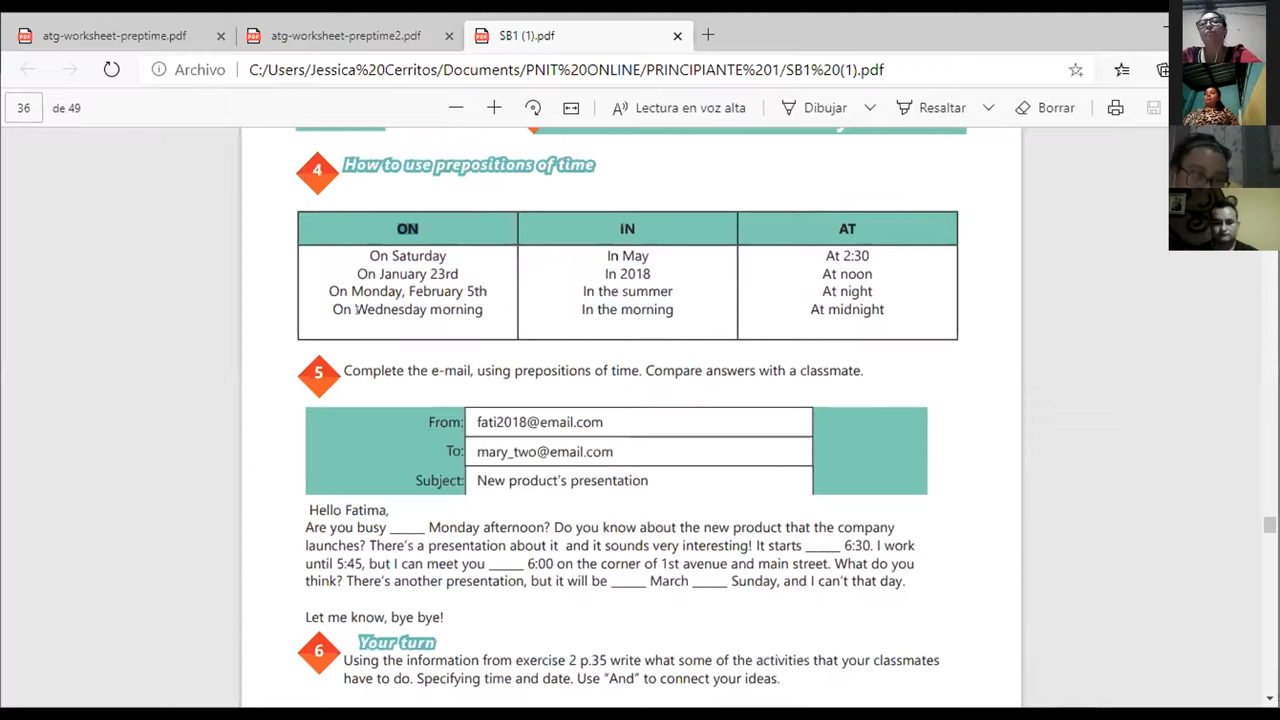 atg-worksheet-preptime.pdf
atg-worksheet-preptime2.pdf
SB1 (1).pdf
Archivo
C:/Users/Jessica%20Cerritos/Documents/PNIT%20ONLINE/PRINCIPIANTE%201/SB1%20(1).pdf
36 de 49
Lectura en voz alta
Dibujar
Resaltar
Borrar
4 How to use prepositions of time
ON IN AT
On Saturday In May At 2:30
On January 23rd In 2018 At noon
On Monday, February 5th In the summer At night
On Wednesday morning In the morning At midnight
5 Complete the e-mail, using prepositions of time. Compare answers with a classmate.
From: fati2018@email.com
To: mary_two@email.com
Subject: New product's presentation
Hello Fatima,
Are you busy _____ Monday afternoon? Do you know about the new product that the company
launches? There's a presentation about it and it sounds very interesting! It starts _____ 6:30. I work
until 5:45, but I can meet you _____ 6:00 on the corner of 1st avenue and main street. What do you
think? There's another presentation, but it will be _____ March _____ Sunday, and I can't that day.
Let me know, bye bye!
6 Your turn
Using the information from exercise 2 p.35 write what some of the activities that your classmates
have to do. Specifying time and date. Use "And" to connect your ideas.